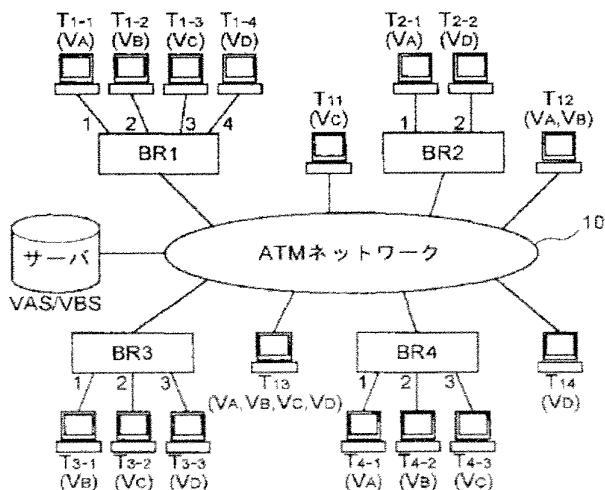 T1-1 T1-2 T1-3 T1-4
(VA) (VB) (VC) (VD)
T2-1 T2-2
(VA) (VD)
T11
(VC)
T12
(VA,VB)
1 2 3 4
BR1
1 2
BR2
10
サーバ
VAS/VBS
ATMネットワーク
BR3
1 2 3
T13
(VA,VB,VC,VD)
BR4
1 2 3
T14
(VD)
T3-1 T3-2 T3-3
(VB) (VC) (VD)
T4-1 T4-2 T4-3
(VA) (VB) (VC)